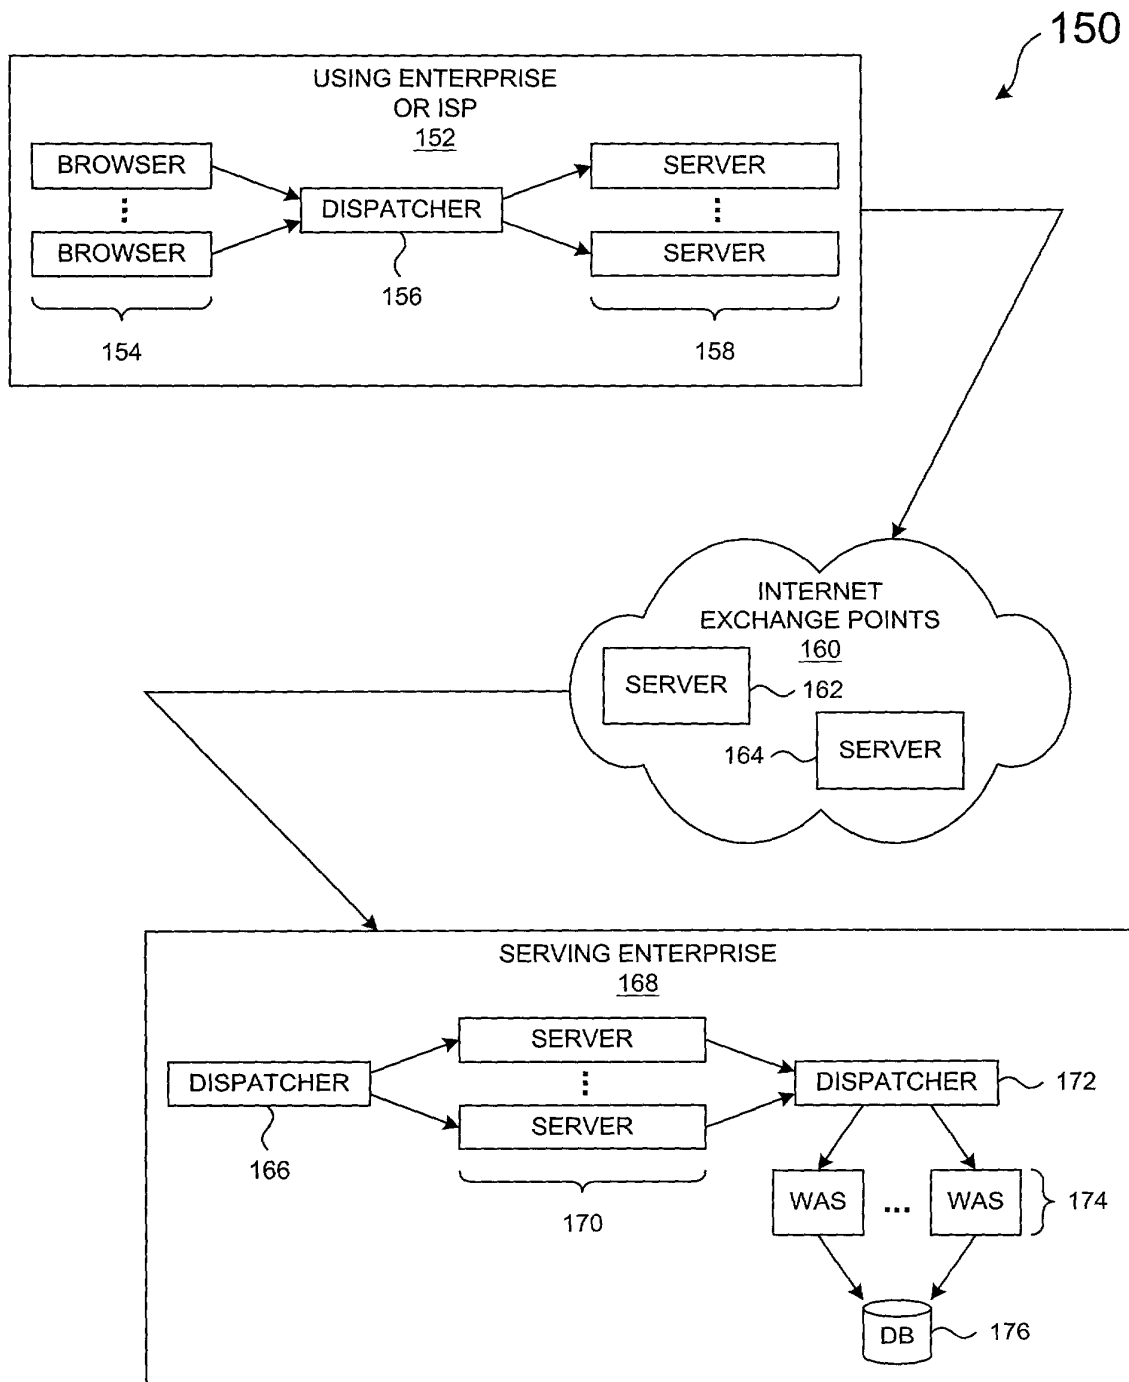 150
USING ENTERPRISE
OR ISP
152
BROWSER
SERVER
DISPATCHER
BROWSER
SERVER
156
154
158
INTERNET
EXCHANGE POINTS
160
SERVER
162
164
SERVER
SERVING ENTERPRISE
168
SERVER
DISPATCHER
DISPATCHER
172
SERVER
166
170
WAS
...
WAS
174
DB
176